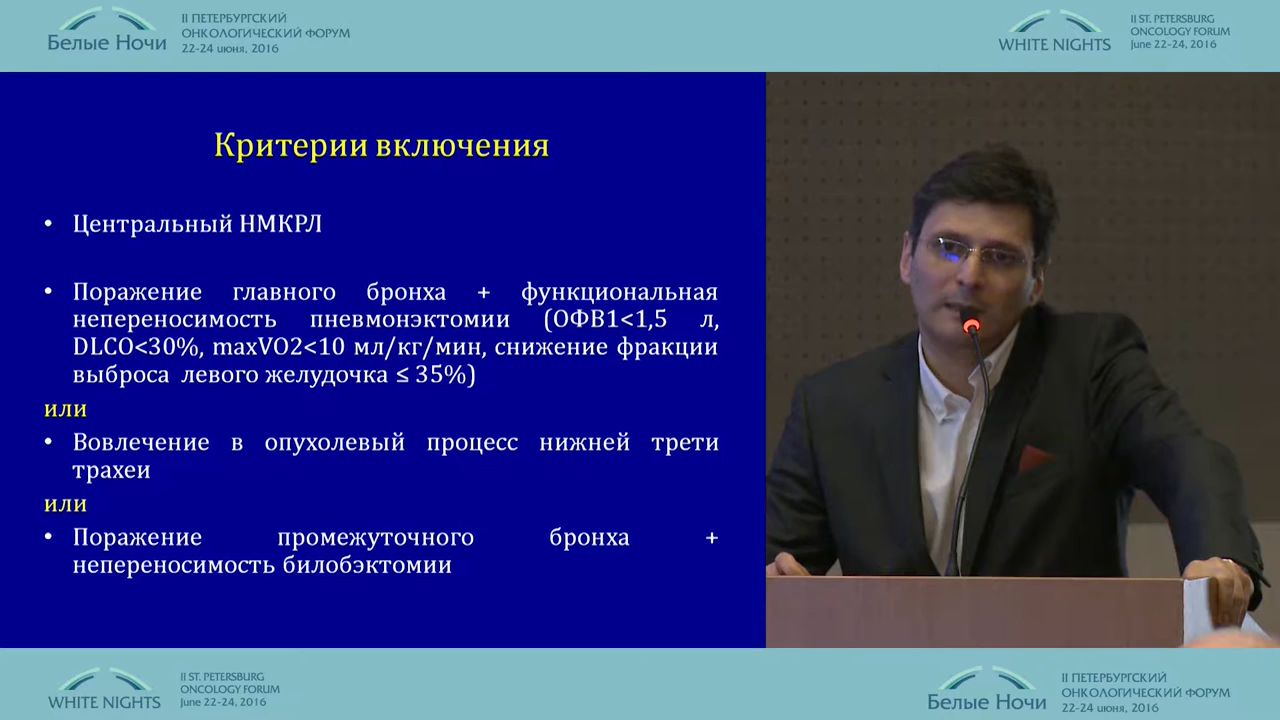 Белые Ночи
II ПЕТЕРБУРГСКИЙ
ОНКОЛОГИЧЕСКИЙ ФОРУМ
22-24 июня, 2016
WHITE NIGHTS
II ST. PETERSBURG
ONCOLOGY FORUM
June 22-24, 2016
Критерии включения
• Центральный НМКРЛ
• Поражение главного бронха + функциональная
непереносимость пневмонэктомии (ОФВ1<1,5 л,
DLCO<30%, maxVO2<10 мл/кг/мин, снижение фракции
выброса левого желудочка ≤ 35%)
или
• Вовлечение в опухолевый процесс нижней трети
трахеи
или
• Поражение промежуточного бронха +
непереносимость билобэктомии
WHITE NIGHTS
II ST. PETERSBURG
ONCOLOGY FORUM
June 22-24, 2016
Белые Ночи
II ПЕТЕРБУРГСКИЙ
ОНКОЛОГИЧЕСКИЙ ФОРУМ
22-24 июня, 2016